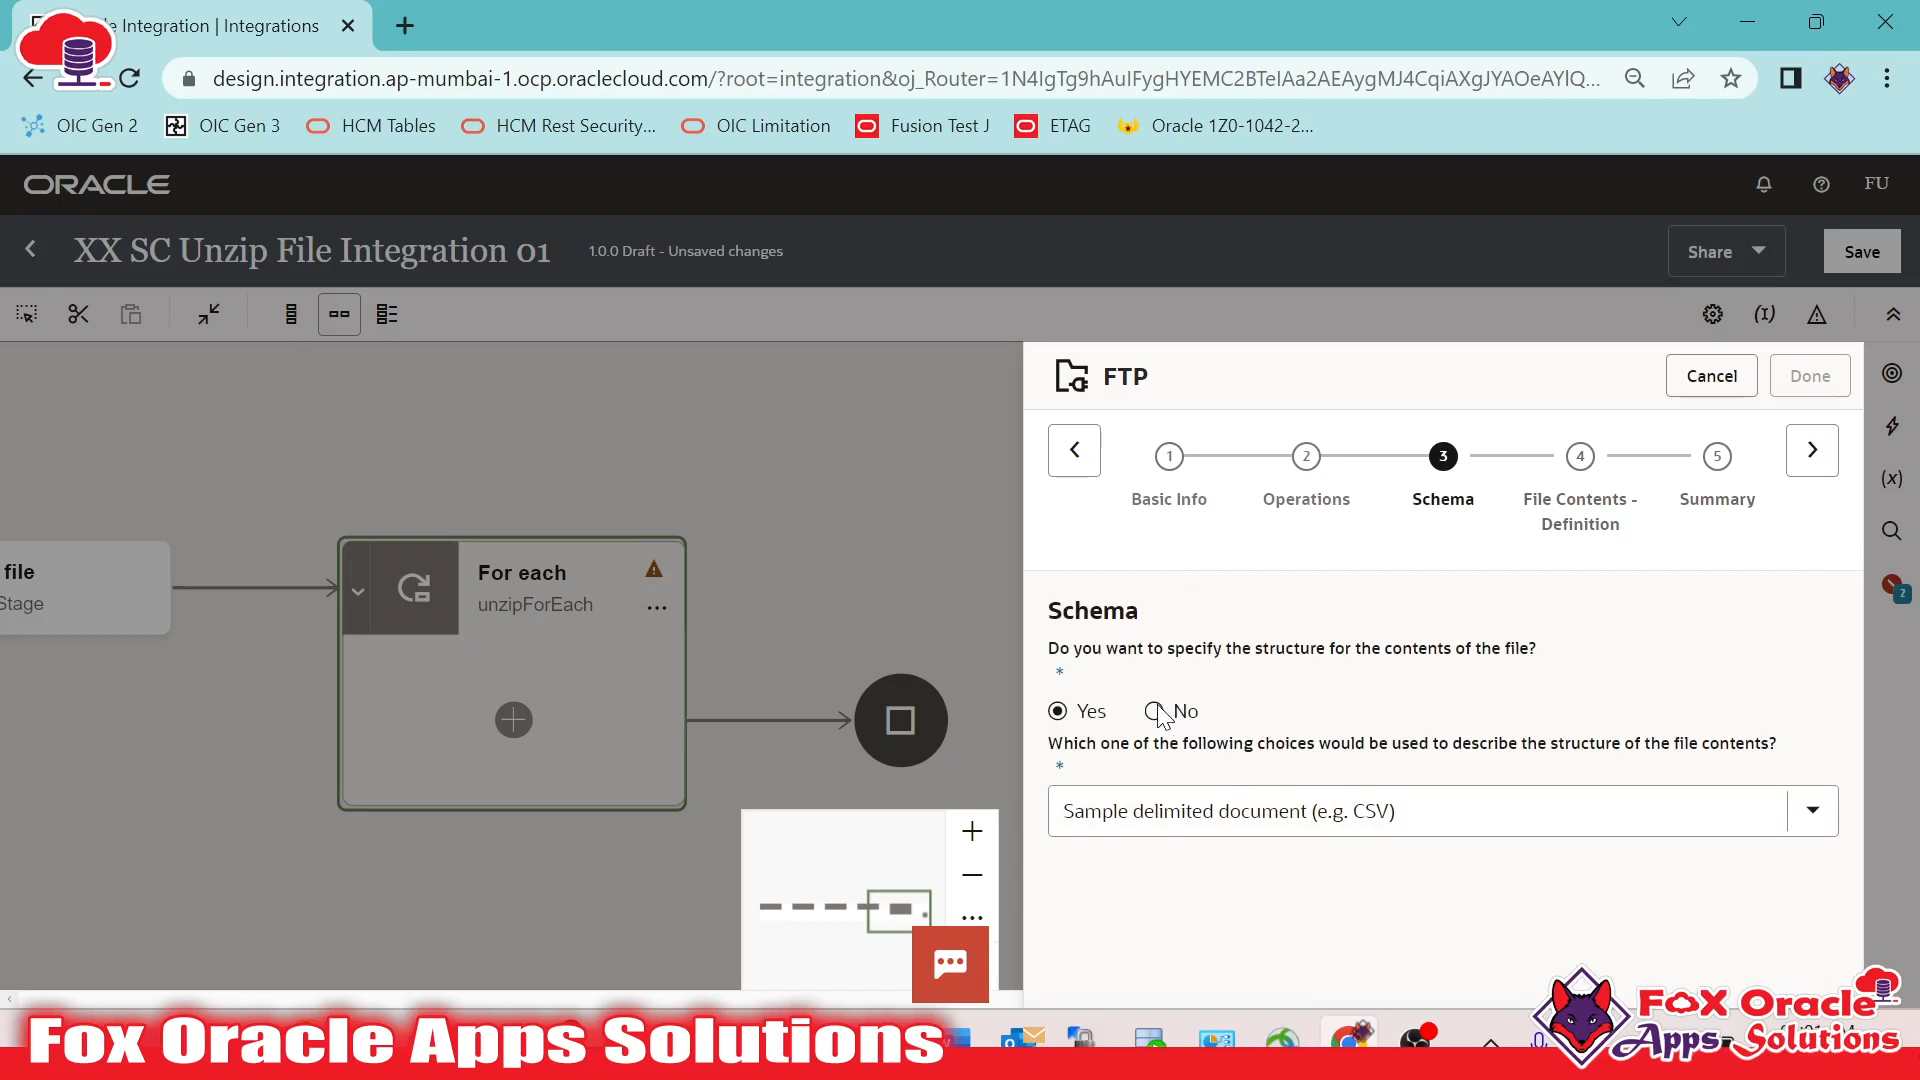 e Integration | Integrations
design.integration.ap-mumbai-1.ocp.oraclecloud.com/?root=integration&oj_Router=1N4IgTg9hAuIFygHYEMC2BTeIAa2AEAygMJ4CqiAXgJYAOeAYlQ...
OIC Gen 2
OIC Gen 3
HCM Tables
HCM Rest Security...
OIC Limitation
Fusion Test J
ETAG
Oracle 1Z0-1042-2...
ORACLE
FU
XX SC Unzip File Integration 01
1.0.0 Draft - Unsaved changes
Share
Save
FTP
Cancel
Done
1
2
3
4
5
Basic Info
Operations
Schema
File Contents -
Definition
Summary
file
Stage
For each
unzipForEach
2
Schema
Do you want to specify the structure for the contents of the file?
*
Yes
No
Which one of the following choices would be used to describe the structure of the file contents?
*
Sample delimited document (e.g. CSV)
Fox Oracle Apps Solutions
Fox Oracle
Apps Solutions